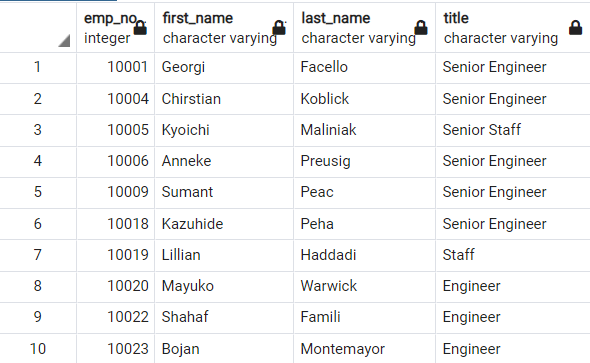 emp_no first_name last_name title
integer character varying character varying character varying
1 10001 Georgi Facello Senior Engineer
2 10004 Chirstian Koblick Senior Engineer
3 10005 Kyoichi Maliniak Senior Staff
4 10006 Anneke Preusig Senior Engineer
5 10009 Sumant Peac Senior Engineer
6 10018 Kazuhide Peha Senior Engineer
7 10019 Lillian Haddadi Staff
8 10020 Mayuko Warwick Engineer
9 10022 Shahaf Famili Engineer
10 10023 Bojan Montemayor Engineer